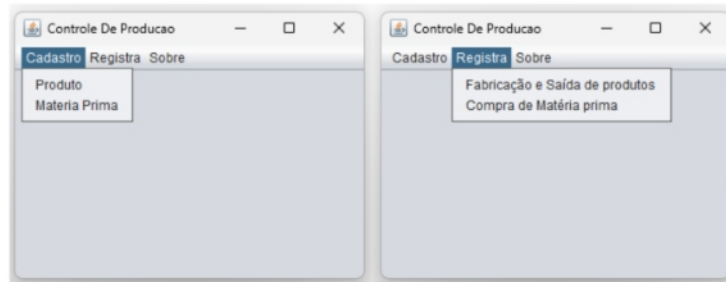 Controle De Producao
Cadastro Registra Sobre
Produto
Materia Prima
Controle De Producao
Cadastro Registra Sobre
Fabricação e Saída de produtos
Compra de Matéria prima